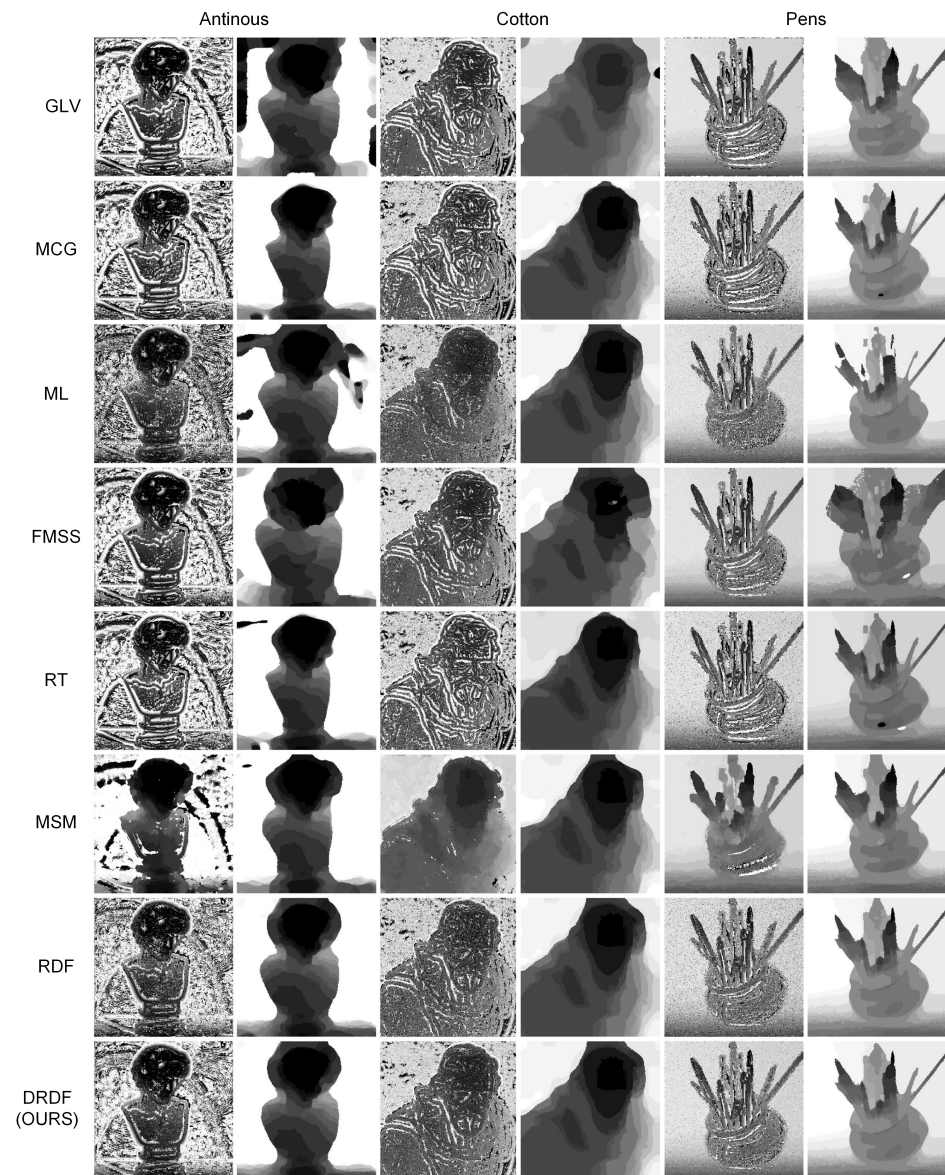 Antinous Cotton Pens
GLV
MCG
ML
FMSS
RT
MSM
RDF
DRDF
(OURS)